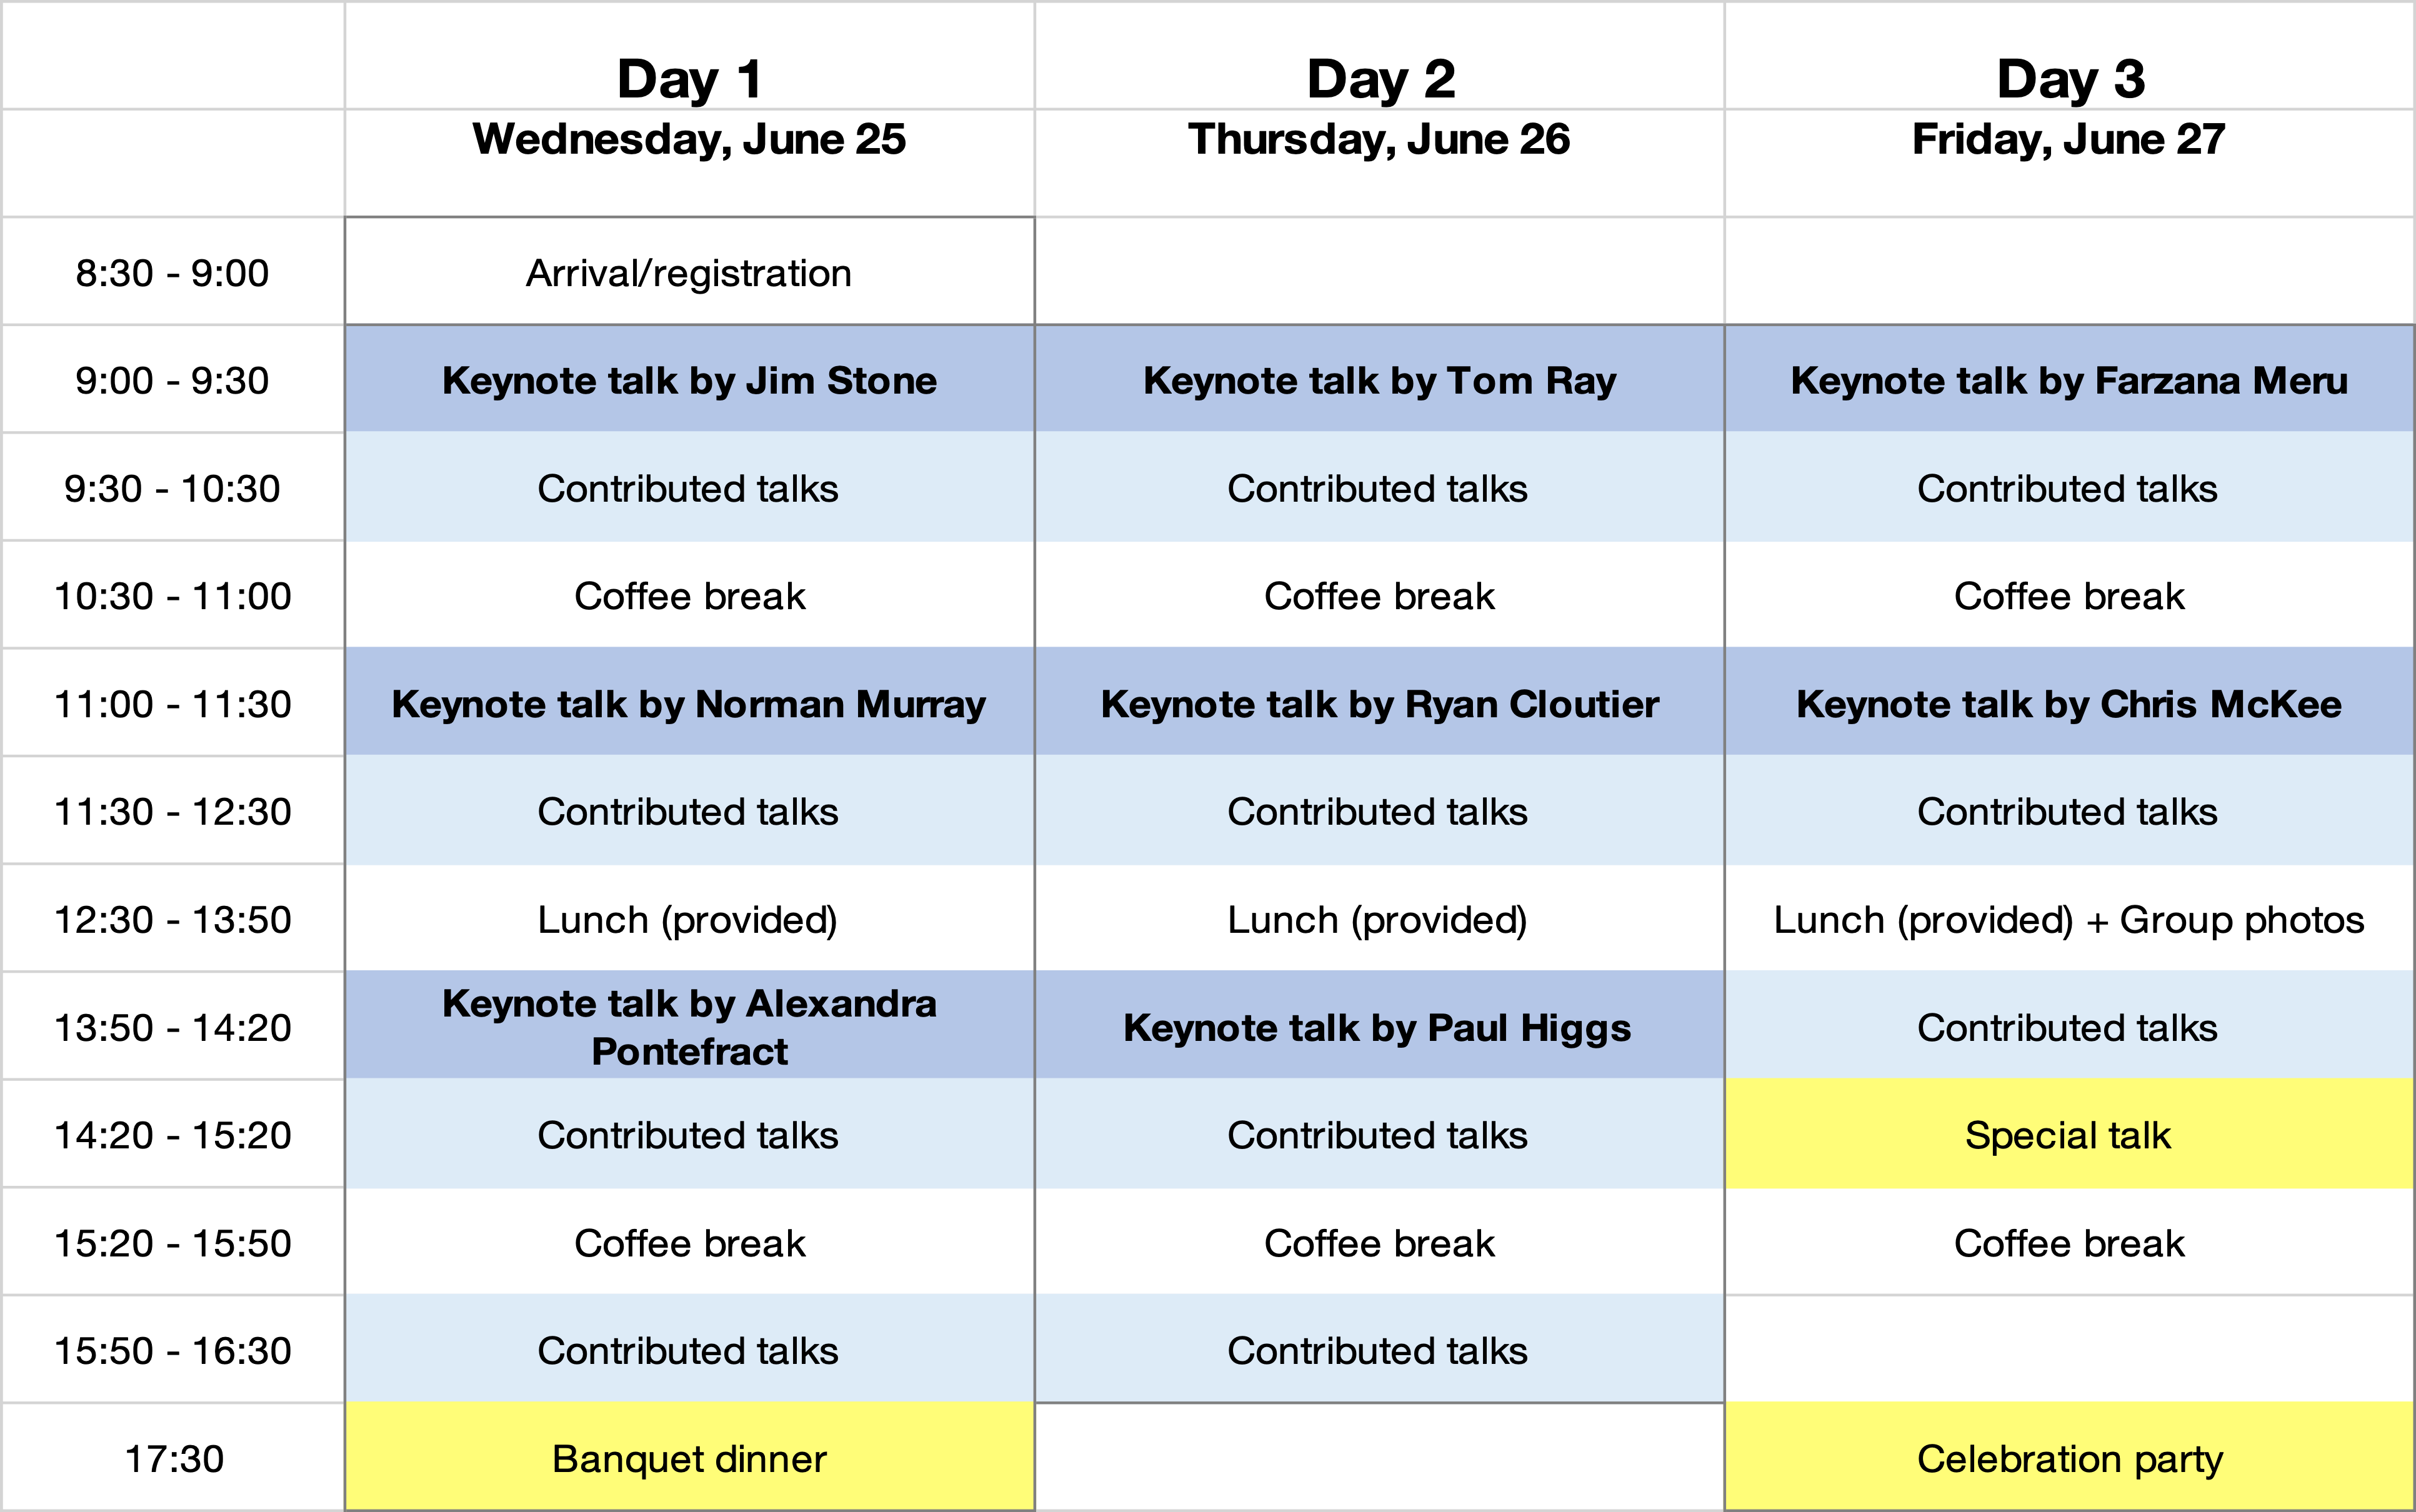 Day 1 Day 2 Day 3
Wednesday, June 25 Thursday, June 26 Friday, June 27
8:30 - 9:00 Arrival/registration
9:00 - 9:30 Keynote talk by Jim Stone Keynote talk by Tom Ray Keynote talk by Farzana Meru
9:30 - 10:30 Contributed talks Contributed talks Contributed talks
10:30 - 11:00 Coffee break Coffee break Coffee break
11:00 - 11:30 Keynote talk by Norman Murray Keynote talk by Ryan Cloutier Keynote talk by Chris McKee
11:30 - 12:30 Contributed talks Contributed talks Contributed talks
12:30 - 13:50 Lunch (provided) Lunch (provided) Lunch (provided) + Group photos
13:50 - 14:20 Keynote talk by Alexandra Pontefract Keynote talk by Paul Higgs Contributed talks
14:20 - 15:20 Contributed talks Contributed talks Special talk
15:20 - 15:50 Coffee break Coffee break Coffee break
15:50 - 16:30 Contributed talks Contributed talks
17:30 Banquet dinner Celebration party